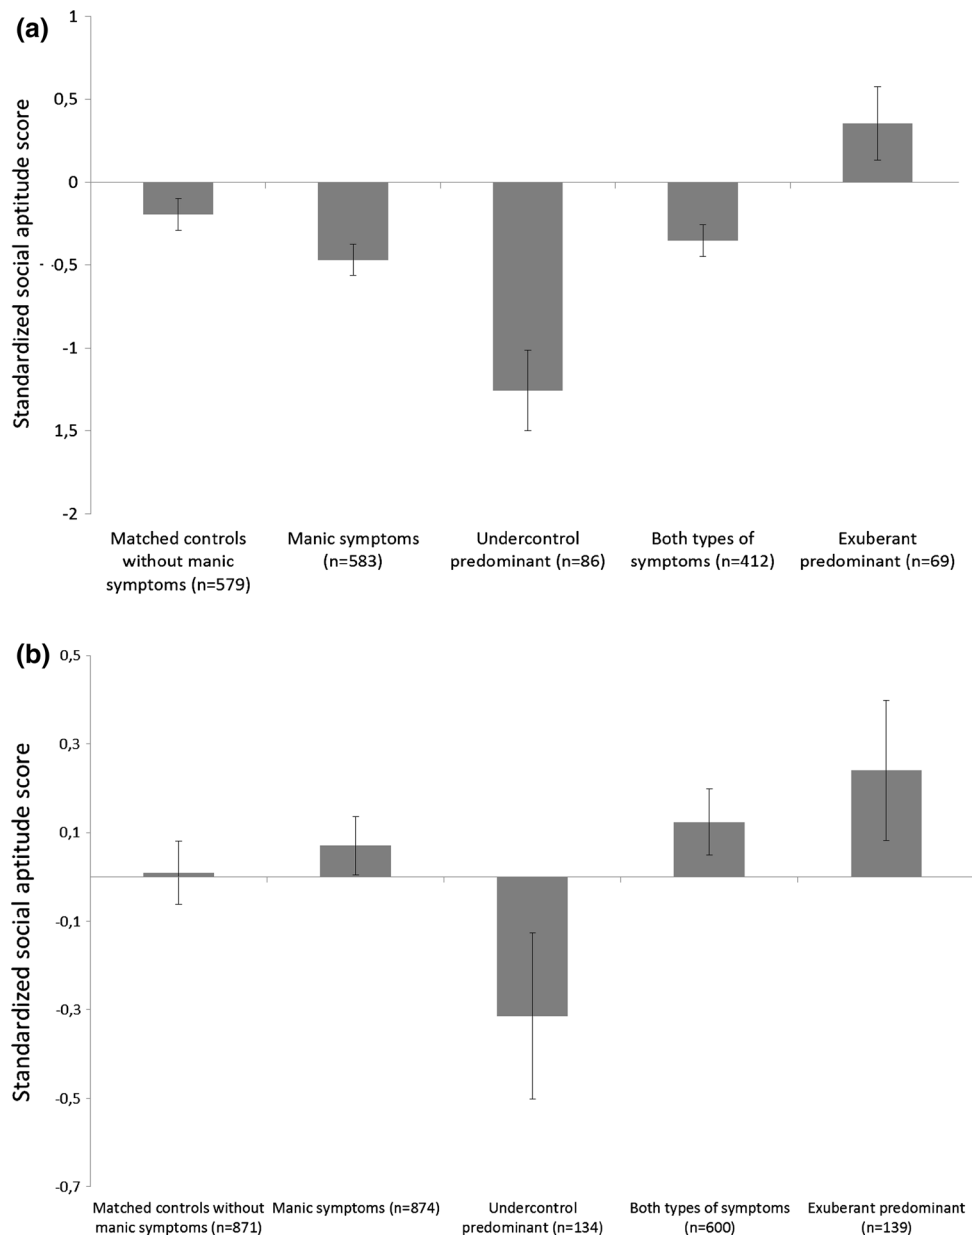 (a)
Standardized social aptitude score
1
0,5
0
-0,5
-1
1,5
-2
Matched controls
without manic
symptoms (n=579)
Manic symptoms
(n=583)
Undercontrol
predominant (n=86)
Both types of
symptoms (n=412)
Exuberant
predominant (n=69)
(b)
Standardized social aptitude score
0,5
0,3
0,1
-0,1
-0,3
-0,5
-0,7
Matched controls without
manic symptoms (n=871)
Manic symptoms (n=874)
Undercontrol
predominant (n=134)
Both types of symptoms
(n=600)
Exuberant predominant
(n=139)